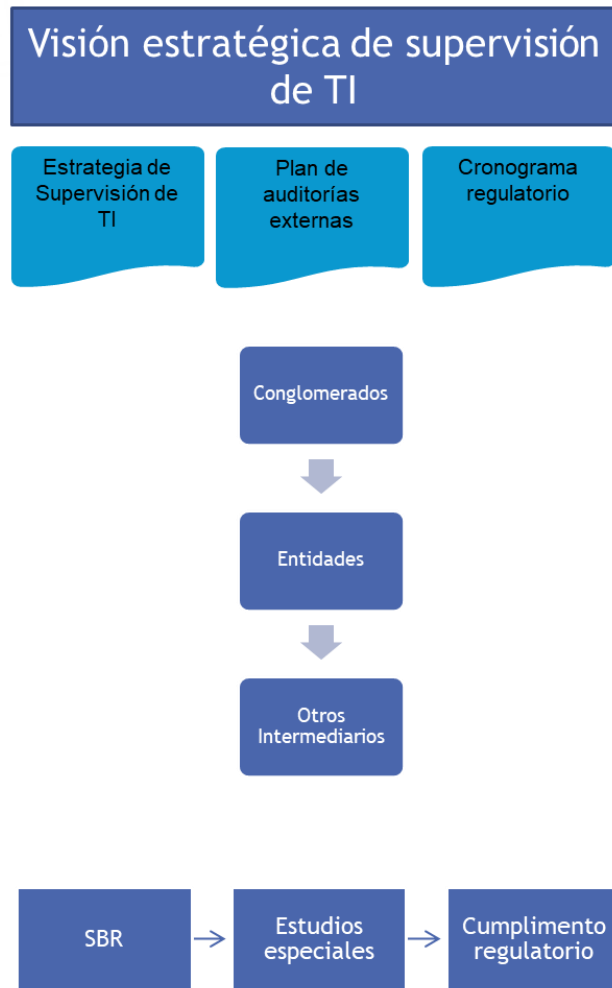 Visión estratégica de supervisión
de TI
Estrategia de
Supervisión de
TI
Plan de
auditorías
externas
Cronograma
regulatorio
Conglomerados
Entidades
Otros
Intermediarios
SBR
Estudios
especiales
Cumplimento
regulatorio